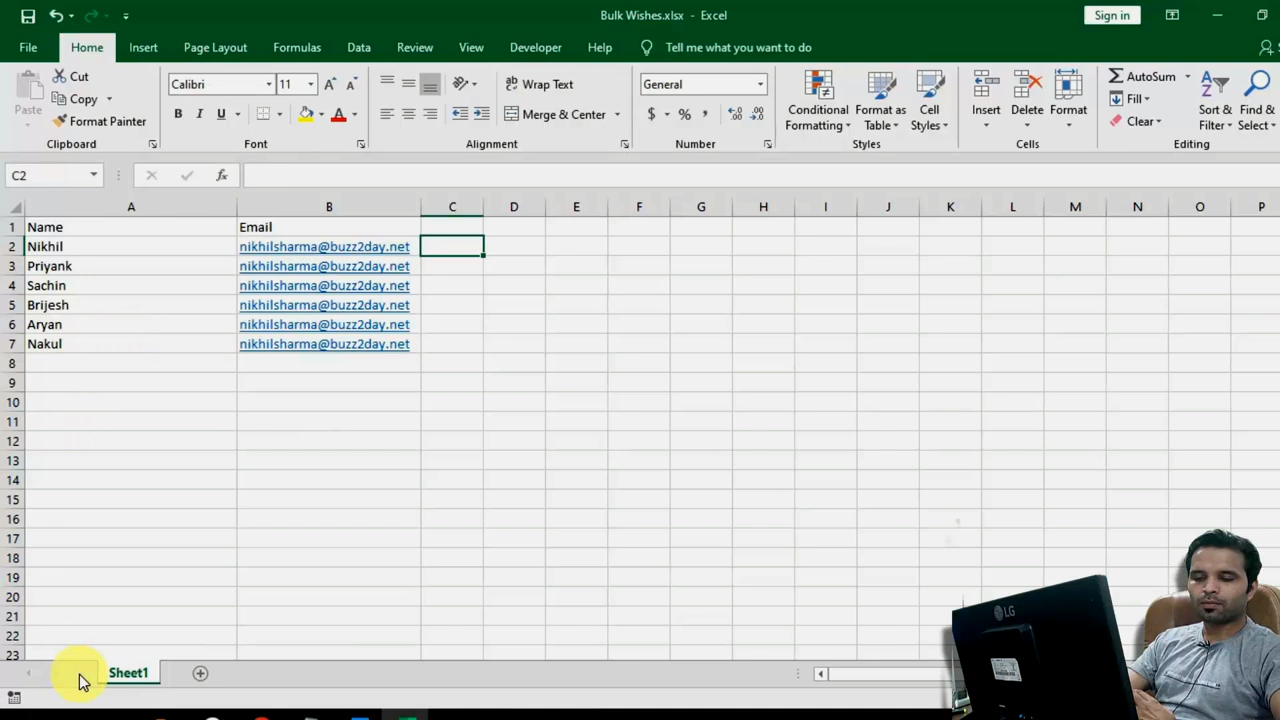 Bulk Wishes.xlsx - Excel
Sign in
File Home Insert Page Layout Formulas Data Review View Developer Help Tell me what you want to do
Paste
Cut
Copy
Format Painter
Clipboard
Calibri 11
B I U
Font
Wrap Text
Merge & Center
Alignment
General
$ % ,
Number
Conditional Formatting
Format as Table
Cell Styles
Styles
Insert
Delete
Format
Cells
AutoSum
Fill
Clear
Sort & Filter
Find & Select
Editing
C2
fx
A B C D E F G H I J K L M N O P
1 Name Email
2 Nikhil nikhilsharma@buzz2day.net
3 Priyank nikhilsharma@buzz2day.net
4 Sachin nikhilsharma@buzz2day.net
5 Brijesh nikhilsharma@buzz2day.net
6 Aryan nikhilsharma@buzz2day.net
7 Nakul nikhilsharma@buzz2day.net
8
9
10
11
12
13
14
15
16
17
18
19
20
21
22
23
Sheet1
LG